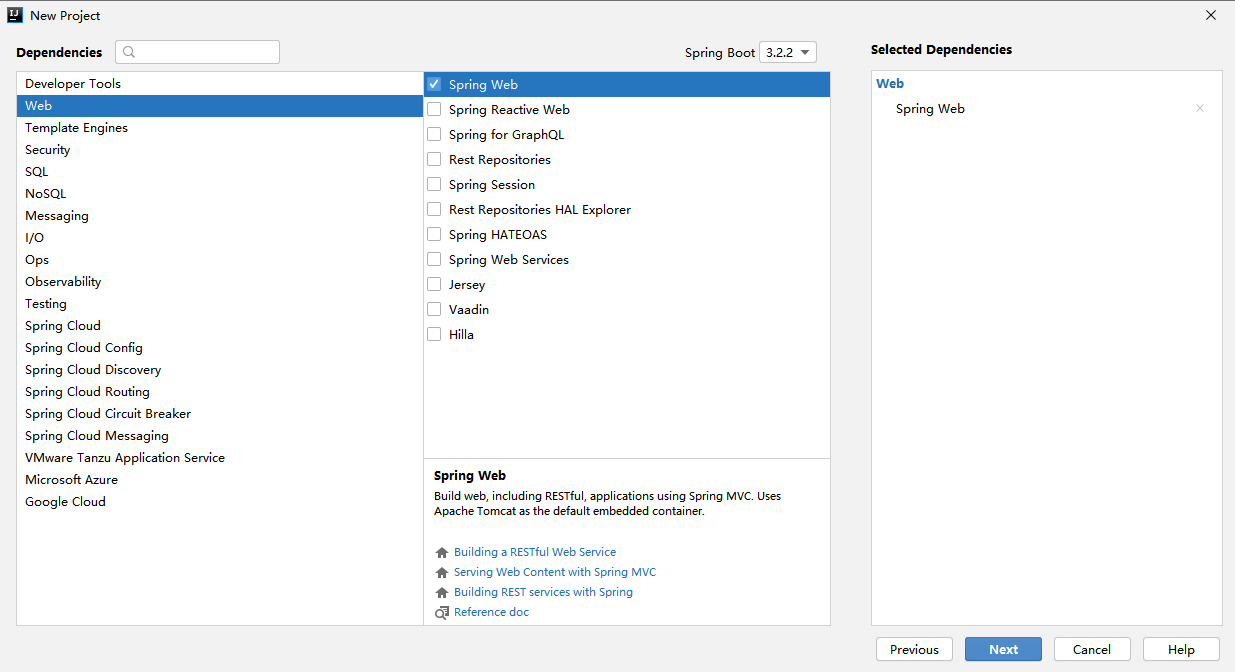 New Project
Dependencies
Spring Boot 3.2.2
Selected Dependencies
Developer Tools
Web
Template Engines
Security
SQL
NoSQL
Messaging
I/O
Ops
Observability
Testing
Spring Cloud
Spring Cloud Config
Spring Cloud Discovery
Spring Cloud Routing
Spring Cloud Circuit Breaker
Spring Cloud Messaging
VMware Tanzu Application Service
Microsoft Azure
Google Cloud
Spring Web
Spring Reactive Web
Spring for GraphQL
Rest Repositories
Spring Session
Rest Repositories HAL Explorer
Spring HATEOAS
Spring Web Services
Jersey
Vaadin
Hilla
Spring Web
Build web, including RESTful, applications using Spring MVC. Uses
Apache Tomcat as the default embedded container.
Building a RESTful Web Service
Serving Web Content with Spring MVC
Building REST services with Spring
Reference doc
Web
Spring Web
Previous
Next
Cancel
Help